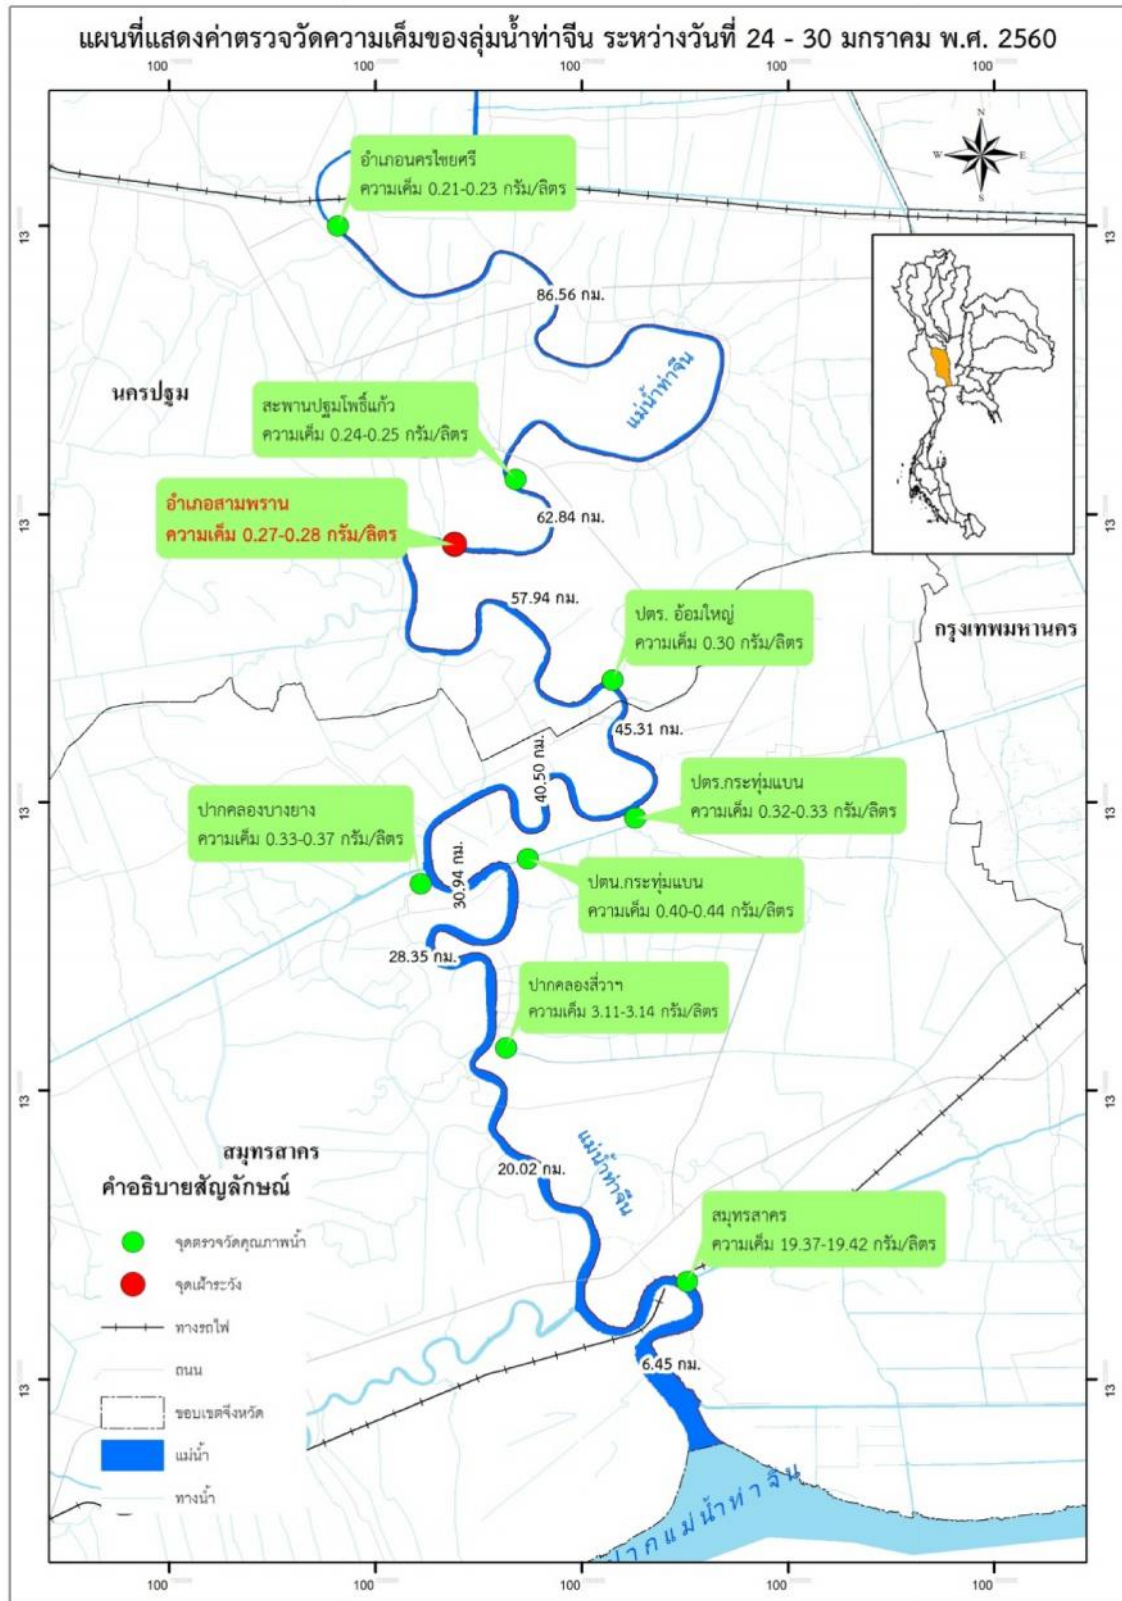 แผนที่แสดงค่าตรวจวัดความเค็มของลุ่มน้ำท่าจีน ระหว่างวันที่ 24 - 30 มกราคม พ.ศ. 2560
100
100
100
100
100
N
W
E
S
อำเภอนครไชยศรี
ความเค็ม 0.21-0.23 กรัม/ลิตร
13
13
86.56 กม.
แม่น้ำท่าจีน
นครปฐม
สะพานปฐมโพธิ์แก้ว
ความเค็ม 0.24-0.25 กรัม/ลิตร
อำเภอสามพราน
ความเค็ม 0.27-0.28 กรัม/ลิตร
13
62.84 กม.
13
57.94 กม.
ปตร. อ้อมใหญ่
ความเค็ม 0.30 กรัม/ลิตร
กรุงเทพมหานคร
45.31 กม.
40.50 กม.
ปตร.กระทุ่มแบน
ความเค็ม 0.32-0.33 กรัม/ลิตร
13
13
ปากคลองบางยาง
ความเค็ม 0.33-0.37 กรัม/ลิตร
30.94 กม.
ปตน.กระทุ่มแบน
ความเค็ม 0.40-0.44 กรัม/ลิตร
28.35 กม.
ปากคลองสี่วาฯ
ความเค็ม 3.11-3.14 กรัม/ลิตร
13
13
แม่น้ำท่าจีน
20.02 กม.
สมุทรสาคร
คำอธิบายสัญลักษณ์
สมุทรสาคร
ความเค็ม 19.37-19.42 กรัม/ลิตร
จุดตรวจวัดคุณภาพน้ำ
จุดเฝ้าระวัง
ทางรถไฟ
ถนน
ขอบเขตจังหวัด
แม่น้ำ
ทางน้ำ
6.45 กม.
13
13
ปากแม่น้ำท่าจีน
100
100
100
100
100